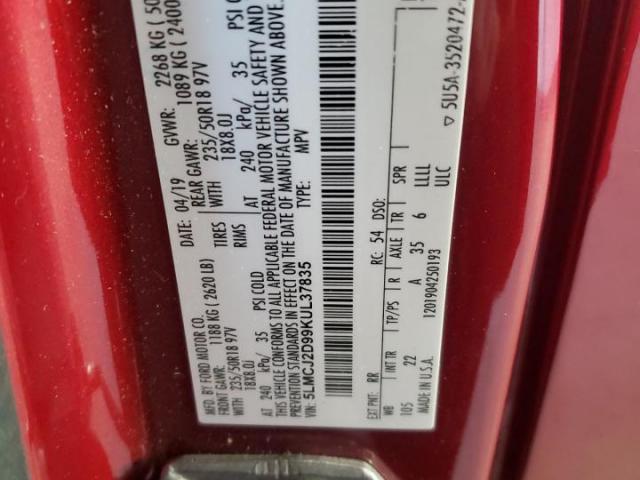 MFD. BY FORD MOTOR CO.
04/19 GVWR: 2268 KG (50
FRONT GAWR: 1188 KG (2620 LB) REAR GAWR: 1089 KG (2400
WITH 235/50R18 97V TIRES WITH 235/50R18 97V
18X8.0J RIMS 18X8.0J
AT 240 kPa/ 35 PSI COLD AT 240 kPa/ 35 PSI
THIS VEHICLE CONFORMS TO ALL APPLICABLE FEDERAL MOTOR VEHICLE SAFETY AND
PREVENTION STANDARDS IN EFFECT ON THE DATE OF MANUFACTURE SHOWN ABOVE.
VIN: 5LMCJ2D99KUL37835 TYPE: MPV
EXT PNT: RR RC: 54 DSO:
WB INT TR TP/PS R AXLE TR SPR
105 22 A 35 6 LLLL
MADE IN U.S.A. 1201904250193 ULC
5U5A-3520472-